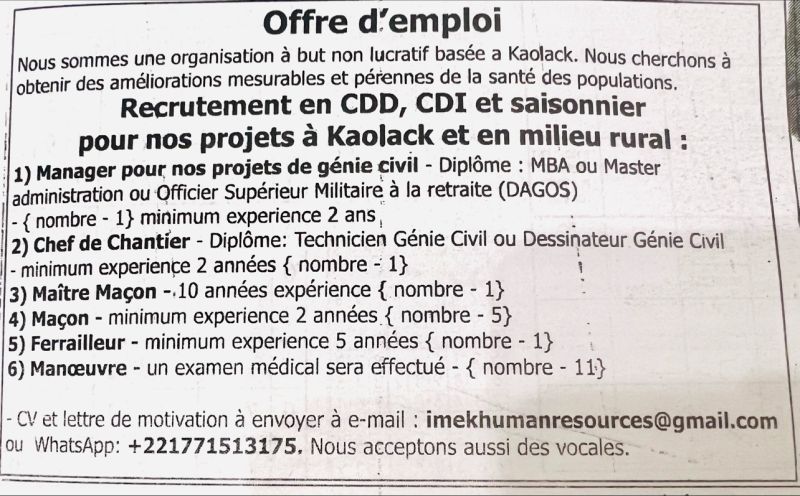 Offre d'emploi
Nous sommes une organisation à but non lucratif basée a Kaolack. Nous cherchons à
obtenir des améliorations mesurables et pérennes de la santé des populations.
Recrutement en CDD, CDI et saisonnier
pour nos projets à Kaolack et en milieu rural :
1) Manager pour nos projets de génie civil - Diplôme : MBA ou Master
administration ou Officier Supérieur Militaire à la retraite (DAGOS)
- { nombre - 1} minimum experience 2 ans
2) Chef de Chantier - Diplôme: Technicien Génie Civil ou Dessinateur Génie Civil
- minimum experience 2 années { nombre - 1}
3) Maître Maçon - 10 années expérience { nombre - 1}
4) Maçon - minimum experience 2 années { nombre - 5}
5) Ferrailleur - minimum experience 5 années { nombre - 1}
6) Manœuvre - un examen médical sera effectué - { nombre - 11}
- CV et lettre de motivation à envoyer à e-mail : imekhumanresources@gmail.com
ou WhatsApp: +221771513175. Nous acceptons aussi des vocales.